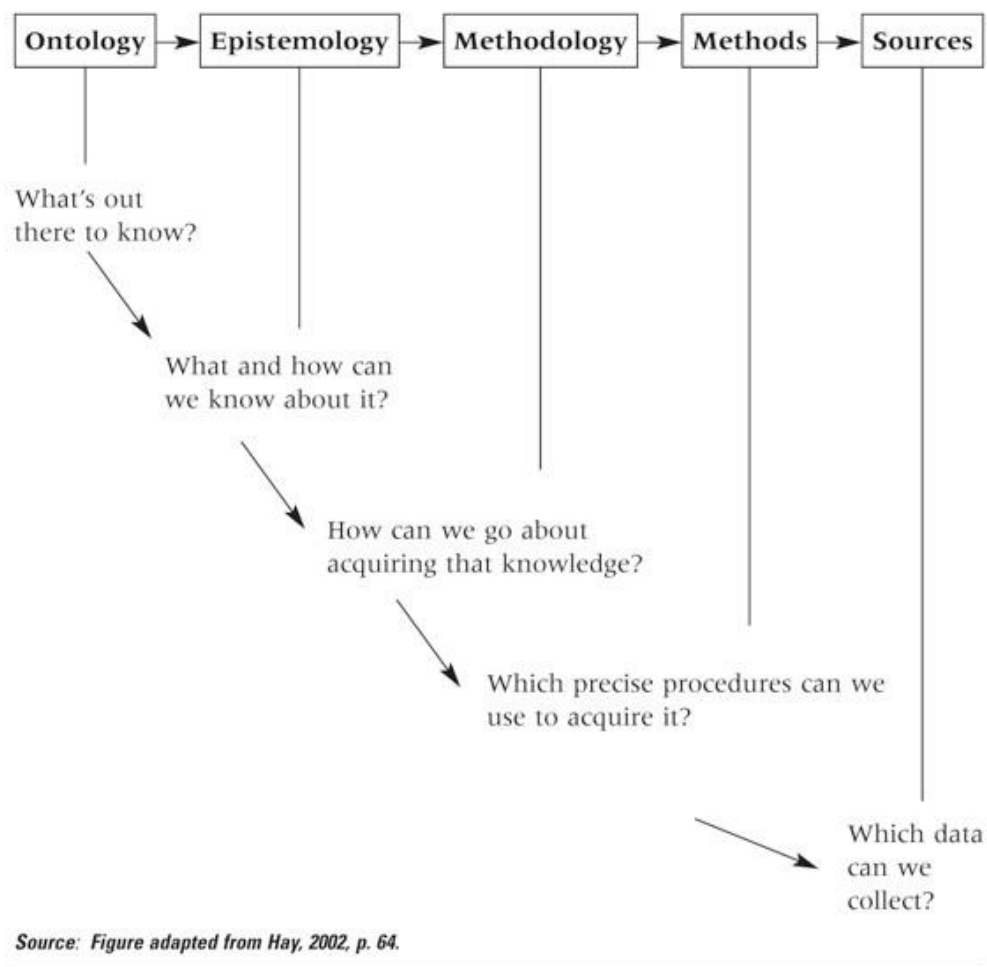 Ontology Epistemology Methodology Methods Sources
What's out
there to know?
What and how can
we know about it?
How can we go about
acquiring that knowledge?
Which precise procedures can we
use to acquire it?
Which data
can we
collect?
Source: Figure adapted from Hay, 2002, p. 64.